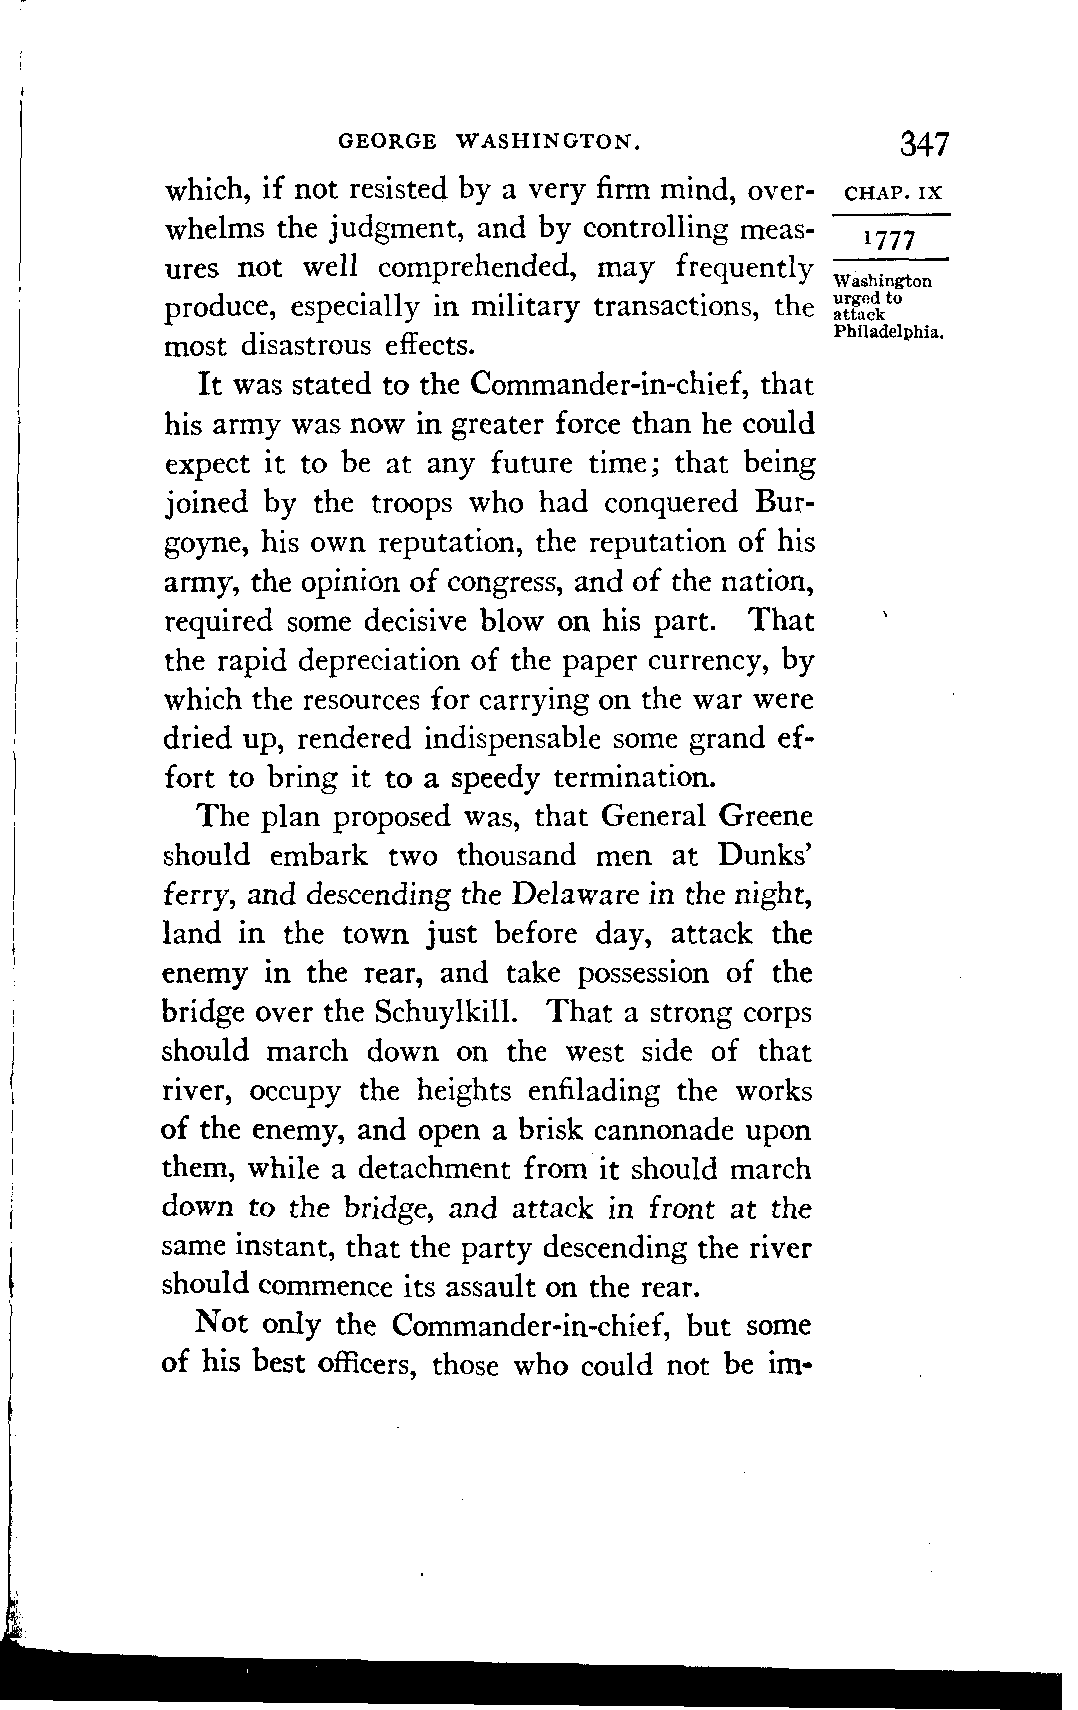 GEORGE WASHINGTON. 347
which, if not resisted by a very firm mind, over-
whelms the judgment, and by controlling meas-
ures not well comprehended, may frequently
produce, especially in military transactions, the
most disastrous effects.
CHAP. IX
1777
Washington
urged to
attack
Philadelphia.
It was stated to the Commander-in-chief, that
his army was now in greater force than he could
expect it to be at any future time; that being
joined by the troops who had conquered Bur-
goyne, his own reputation, the reputation of his
army, the opinion of congress, and of the nation,
required some decisive blow on his part. That
the rapid depreciation of the paper currency, by
which the resources for carrying on the war were
dried up, rendered indispensable some grand ef-
fort to bring it to a speedy termination.
The plan proposed was, that General Greene
should embark two thousand men at Dunks'
ferry, and descending the Delaware in the night,
land in the town just before day, attack the
enemy in the rear, and take possession of the
bridge over the Schuylkill. That a strong corps
should march down on the west side of that
river, occupy the heights enfilading the works
of the enemy, and open a brisk cannonade upon
them, while a detachment from it should march
down to the bridge, and attack in front at the
same instant, that the party descending the river
should commence its assault on the rear.
Not only the Commander-in-chief, but some
of his best officers, those who could not be im-